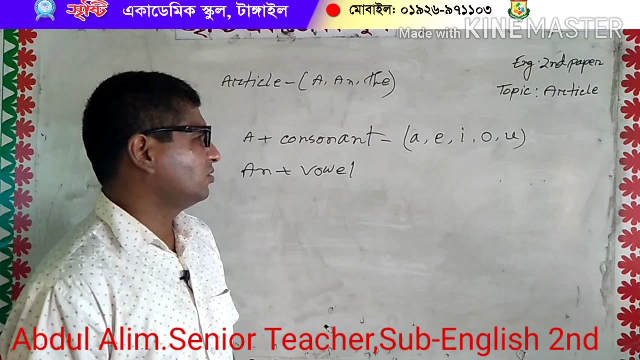 সৃষ্টি একাডেমিক স্কুল, টাঙ্গাইল মোবাইল: ০১৯২৬-৯৭১১০৩
Made with KINEMASTER
Eng: 2nd paper
Topic: Article
Article - (A, An, The)
A + consonant - (a, e, i, o, u)
An + vowel
Abdul Alim.Senior Teacher,Sub-English 2nd